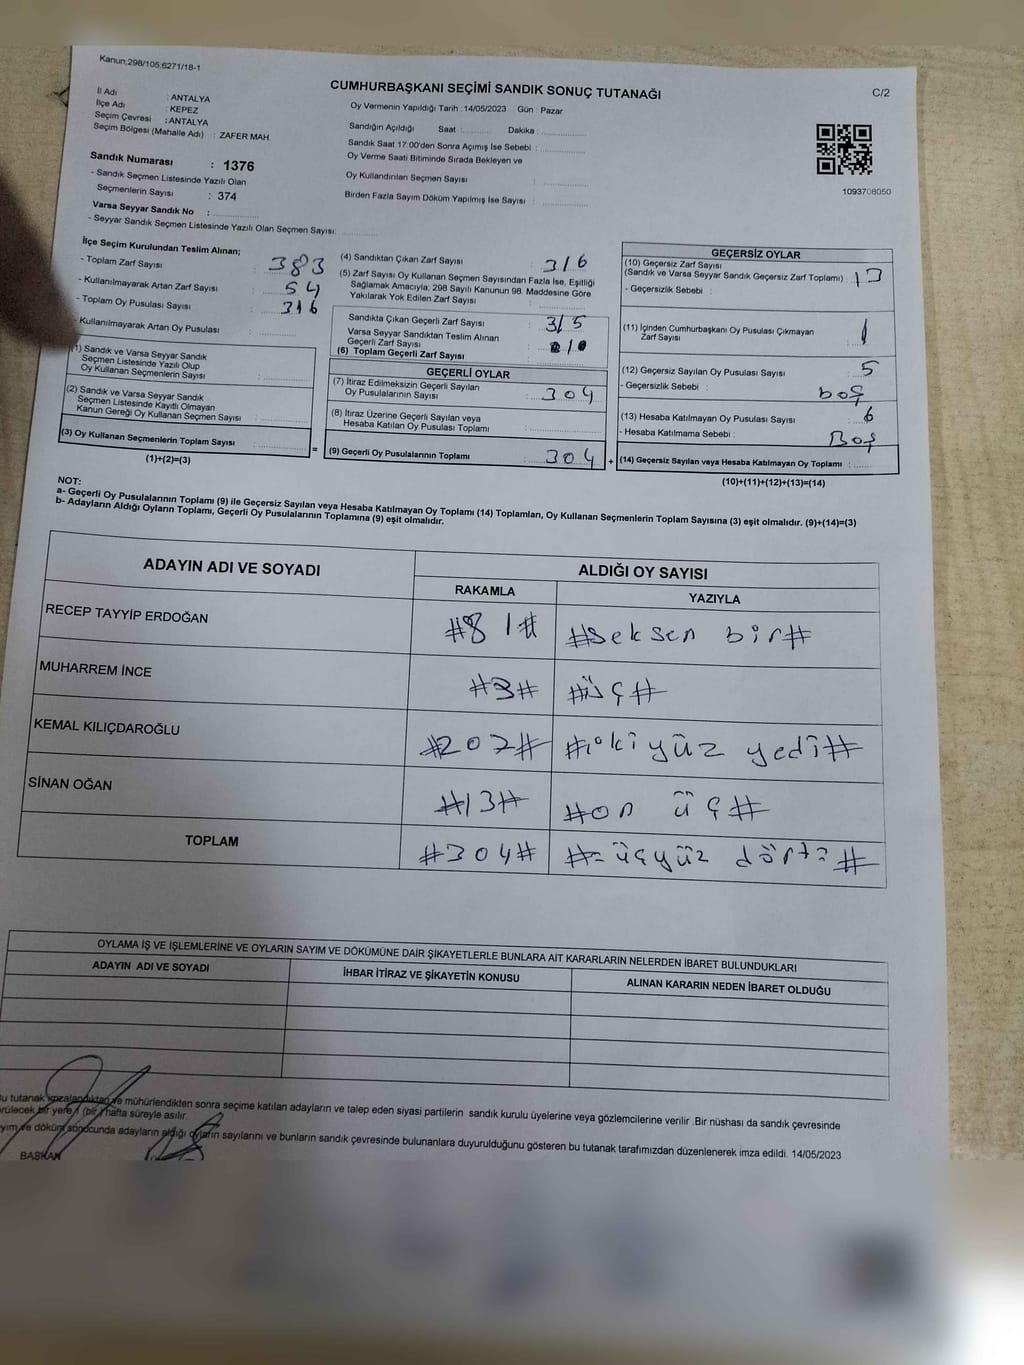 Kanun;298/105,6271/18-1
CUMHURBAŞKANI SEÇİMİ SANDIK SONUÇ TUTANAĞI
C/2
Oy Vermenin Yapıldığı Tarih : 14/05/2023 Gün : Pazar
İl Adı : ANTALYA
İlçe Adı : KEPEZ
Seçim Çevresi : ANTALYA
Seçim Bölgesi (Mahalle Adı) : ZAFER MAH.
Sandık Numarası : 1376
- Sandık Seçmen Listesinde Yazılı Olan
Seçmenlerin Sayısı : 374
Varsa Seyyar Sandık No :
- Seyyar Sandık Seçmen Listesinde Yazılı Olan Seçmen Sayısı:
Sandığın Açıldığı Saat Dakika :
Sandık Saat 17:00'den Sonra Açımış İse Sebebi :
Oy Verme Saati Bitiminde Sırada Bekleyen ve
Oy Kullandırılan Seçmen Sayısı :
Birden Fazla Sayım Döküm Yapılmış İse Sayısı :
1093708050
İlçe Seçim Kurulundan Teslim Alınan;
- Toplam Zarf Sayısı : 383
- Kullanılmayarak Artan Zarf Sayısı : 54
- Toplam Oy Pusulası Sayısı : 316
- Kullanılmayarak Artan Oy Pusulası :
(1) Sandık ve Varsa Seyyar Sandık
Seçmen Listesinde Yazılı Olup
Oy Kullanan Seçmenlerin Sayısı :
(2) Sandık ve Varsa Seyyar Sandık
Seçmen Listesinde Kayıtlı Olmayan
Kanun Gereği Oy Kullanan Seçmen Sayısı :
(3) Oy Kullanan Seçmenlerin Toplam Sayısı :
(1)+(2)=(3)
=
(4) Sandıktan Çıkan Zarf Sayısı : 316
(5) Zarf Sayısı Oy Kullanan Seçmen Sayısından Fazla İse, Eşitliği
Sağlamak Amacıyla; 298 Sayılı Kanunun 98. Maddesine Göre
Yakılarak Yok Edilen Zarf Sayısı :
Sandıkta Çıkan Geçerli Zarf Sayısı : 315
Varsa Seyyar Sandıktan Teslim Alınan
Geçerli Zarf Sayısı :
(6) Toplam Geçerli Zarf Sayısı
GEÇERLİ OYLAR
(7) İtiraz Edilmeksizin Geçerli Sayılan
Oy Pusulalarının Sayısı : 304
(8) İtiraz Üzerine Geçerli Sayılan veya
Hesaba Katılan Oy Pusulası Toplamı :
(9) Geçerli Oy Pusulalarının Toplamı : 304
+
GEÇERSİZ OYLAR
(10) Geçersiz Zarf Sayısı
(Sandık ve Varsa Seyyar Sandık Geçersiz Zarf Toplamı) : 13
- Geçersizlik Sebebi :
(11) İçinden Cumhurbaşkanı Oy Pusulası Çıkmayan
Zarf Sayısı : 1
(12) Geçersiz Sayılan Oy Pusulası Sayısı : 5
- Geçersizlik Sebebi : boş
(13) Hesaba Katılmayan Oy Pusulası Sayısı : 6
- Hesaba Katılmama Sebebi : Boş
(14) Geçersiz Sayılan veya Hesaba Katılmayan Oy Toplamı :
(10)+(11)+(12)+(13)=(14)
NOT:
a- Geçerli Oy Pusulalarının Toplamı (9) ile Geçersiz Sayılan veya Hesaba Katılmayan Oy Toplamı (14) Toplamları, Oy Kullanan Seçmenlerin Toplam Sayısına (3) eşit olmalıdır. (9)+(14)=(3)
b- Adayların Aldığı Oyların Toplamı, Geçerli Oy Pusulalarının Toplamına (9) eşit olmalıdır.
ADAYIN ADI VE SOYADI
ALDIĞI OY SAYISI
RAKAMLA YAZIYLA
RECEP TAYYİP ERDOĞAN #81# #seksen bir#
MUHARREM İNCE #3# #üç#
KEMAL KILIÇDAROĞLU #207# #iki yüz yedi#
SİNAN OĞAN #13# #on üç#
TOPLAM #304# # üçyüz dört #
OYLAMA İŞ VE İŞLEMLERİNE VE OYLARIN SAYIM VE DÖKÜMÜNE DAİR ŞİKAYETLERLE BUNLARA AİT KARARLARIN NELERDEN İBARET BULUNDUKLARI
ADAYIN ADI VE SOYADI İHBAR İTİRAZ VE ŞİKAYETİN KONUSU ALINAN KARARIN NEDEN İBARET OLDUĞU
Bu tutanak imzalandıktan ve mühürlendikten sonra seçime katılan adayların ve talep eden siyasi partilerin sandık kurulu üyelerine veya gözlemcilerine verilir .Bir nüshası da sandık çevresinde
bir yere 1 (bir) hafta süreyle asılır.
ve döküm sonucunda adayların aldığı oyların sayılarını ve bunların sandık çevresinde bulunanlara duyurulduğunu gösteren bu tutanak tarafımızdan düzenlenerek imza edildi. 14/05/2023
BAŞKAN